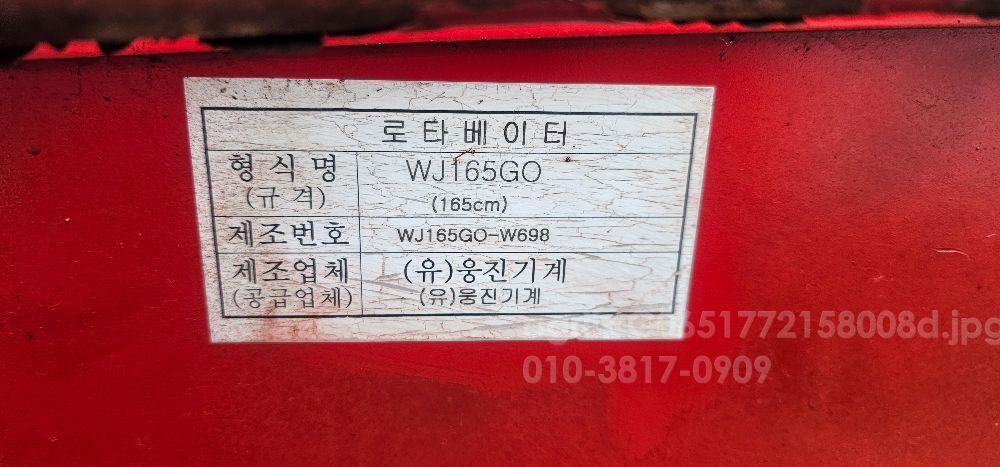 로타베이터
형식명 WJ165GO
(규격) (165cm)
제조번호 WJ165GO-W698
제조업체 (유)웅진기계
(공급업체) (유)웅진기계
1651772158008d.jpg
010-3817-0909